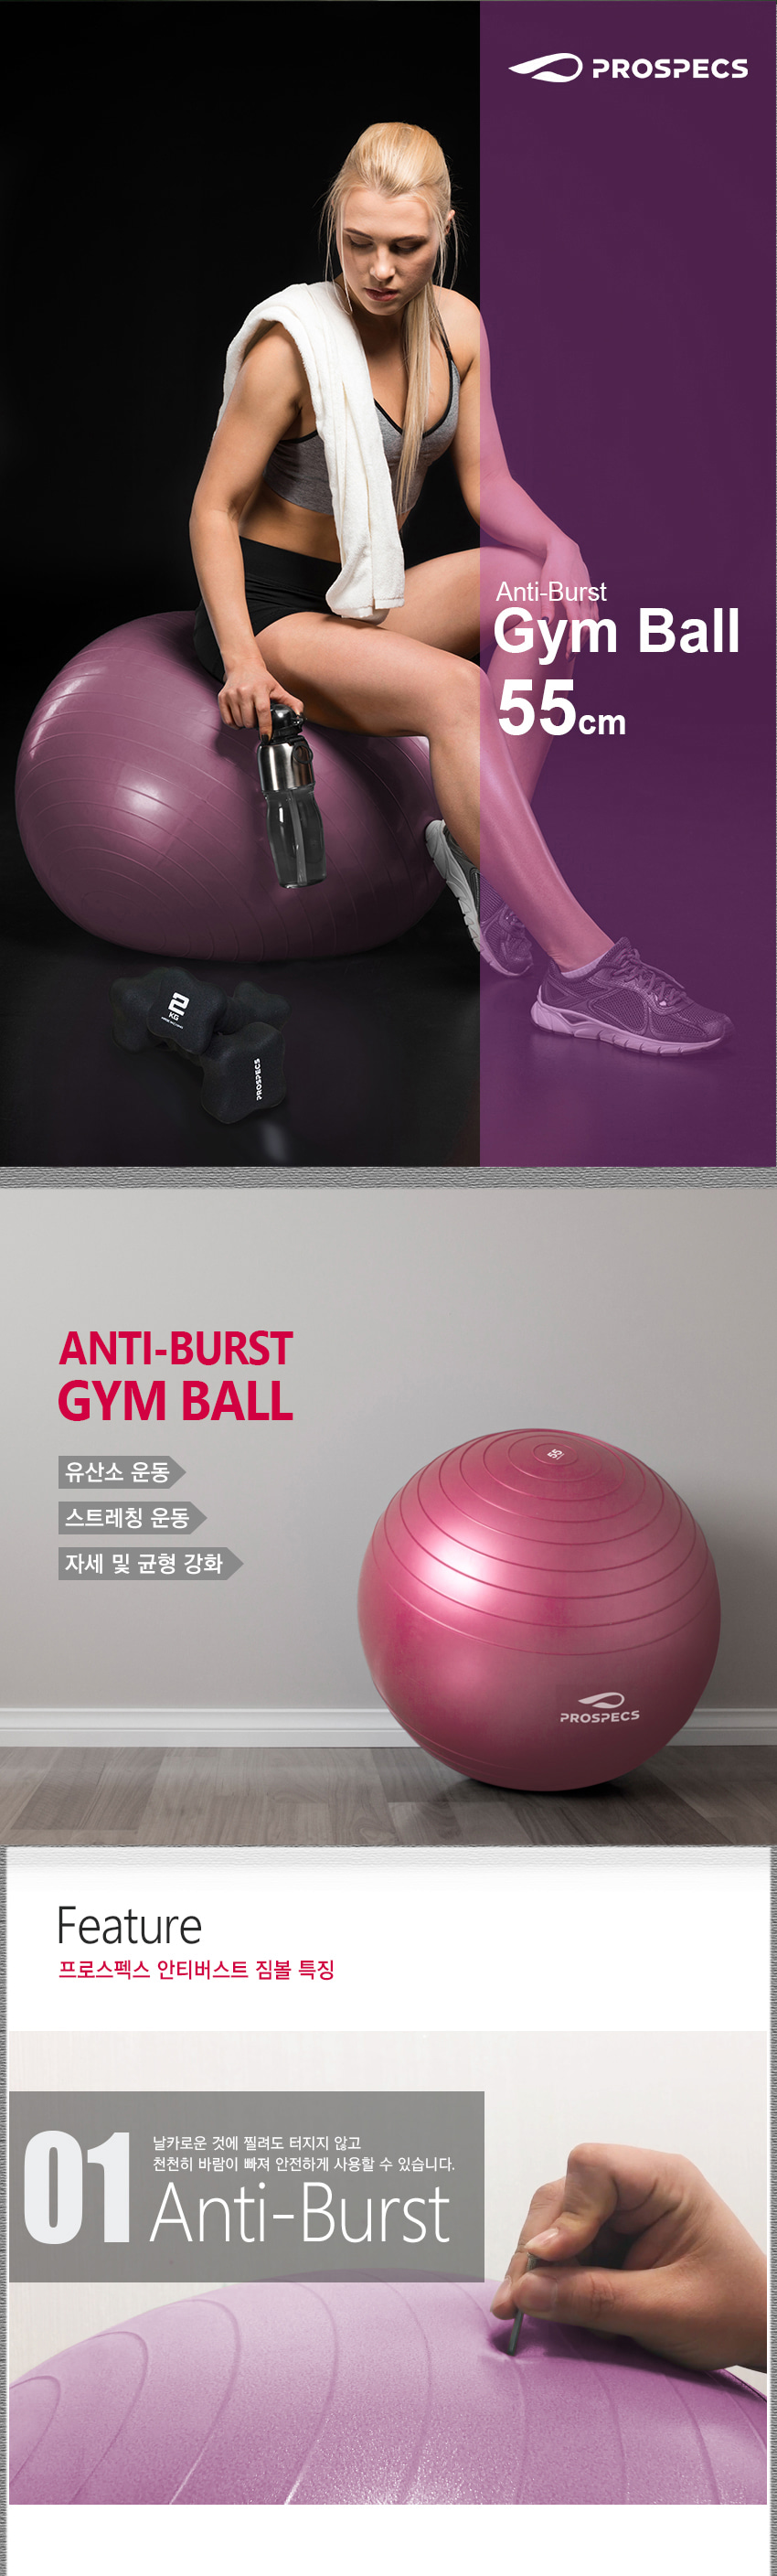 PROSPECS
Anti-Burst
Gym Ball
55cm
2
KG
PROSPECS
ANTI-BURST
GYM BALL
유산소 운동
스트레칭 운동
자세 및 균형 강화
55
PROSPECS
Feature
프로스펙스 안티버스트 짐볼 특징
01
날카로운 것에 찔려도 터지지 않고
천천히 바람이 빠져 안전하게 사용할 수 있습니다.
Anti-Burst